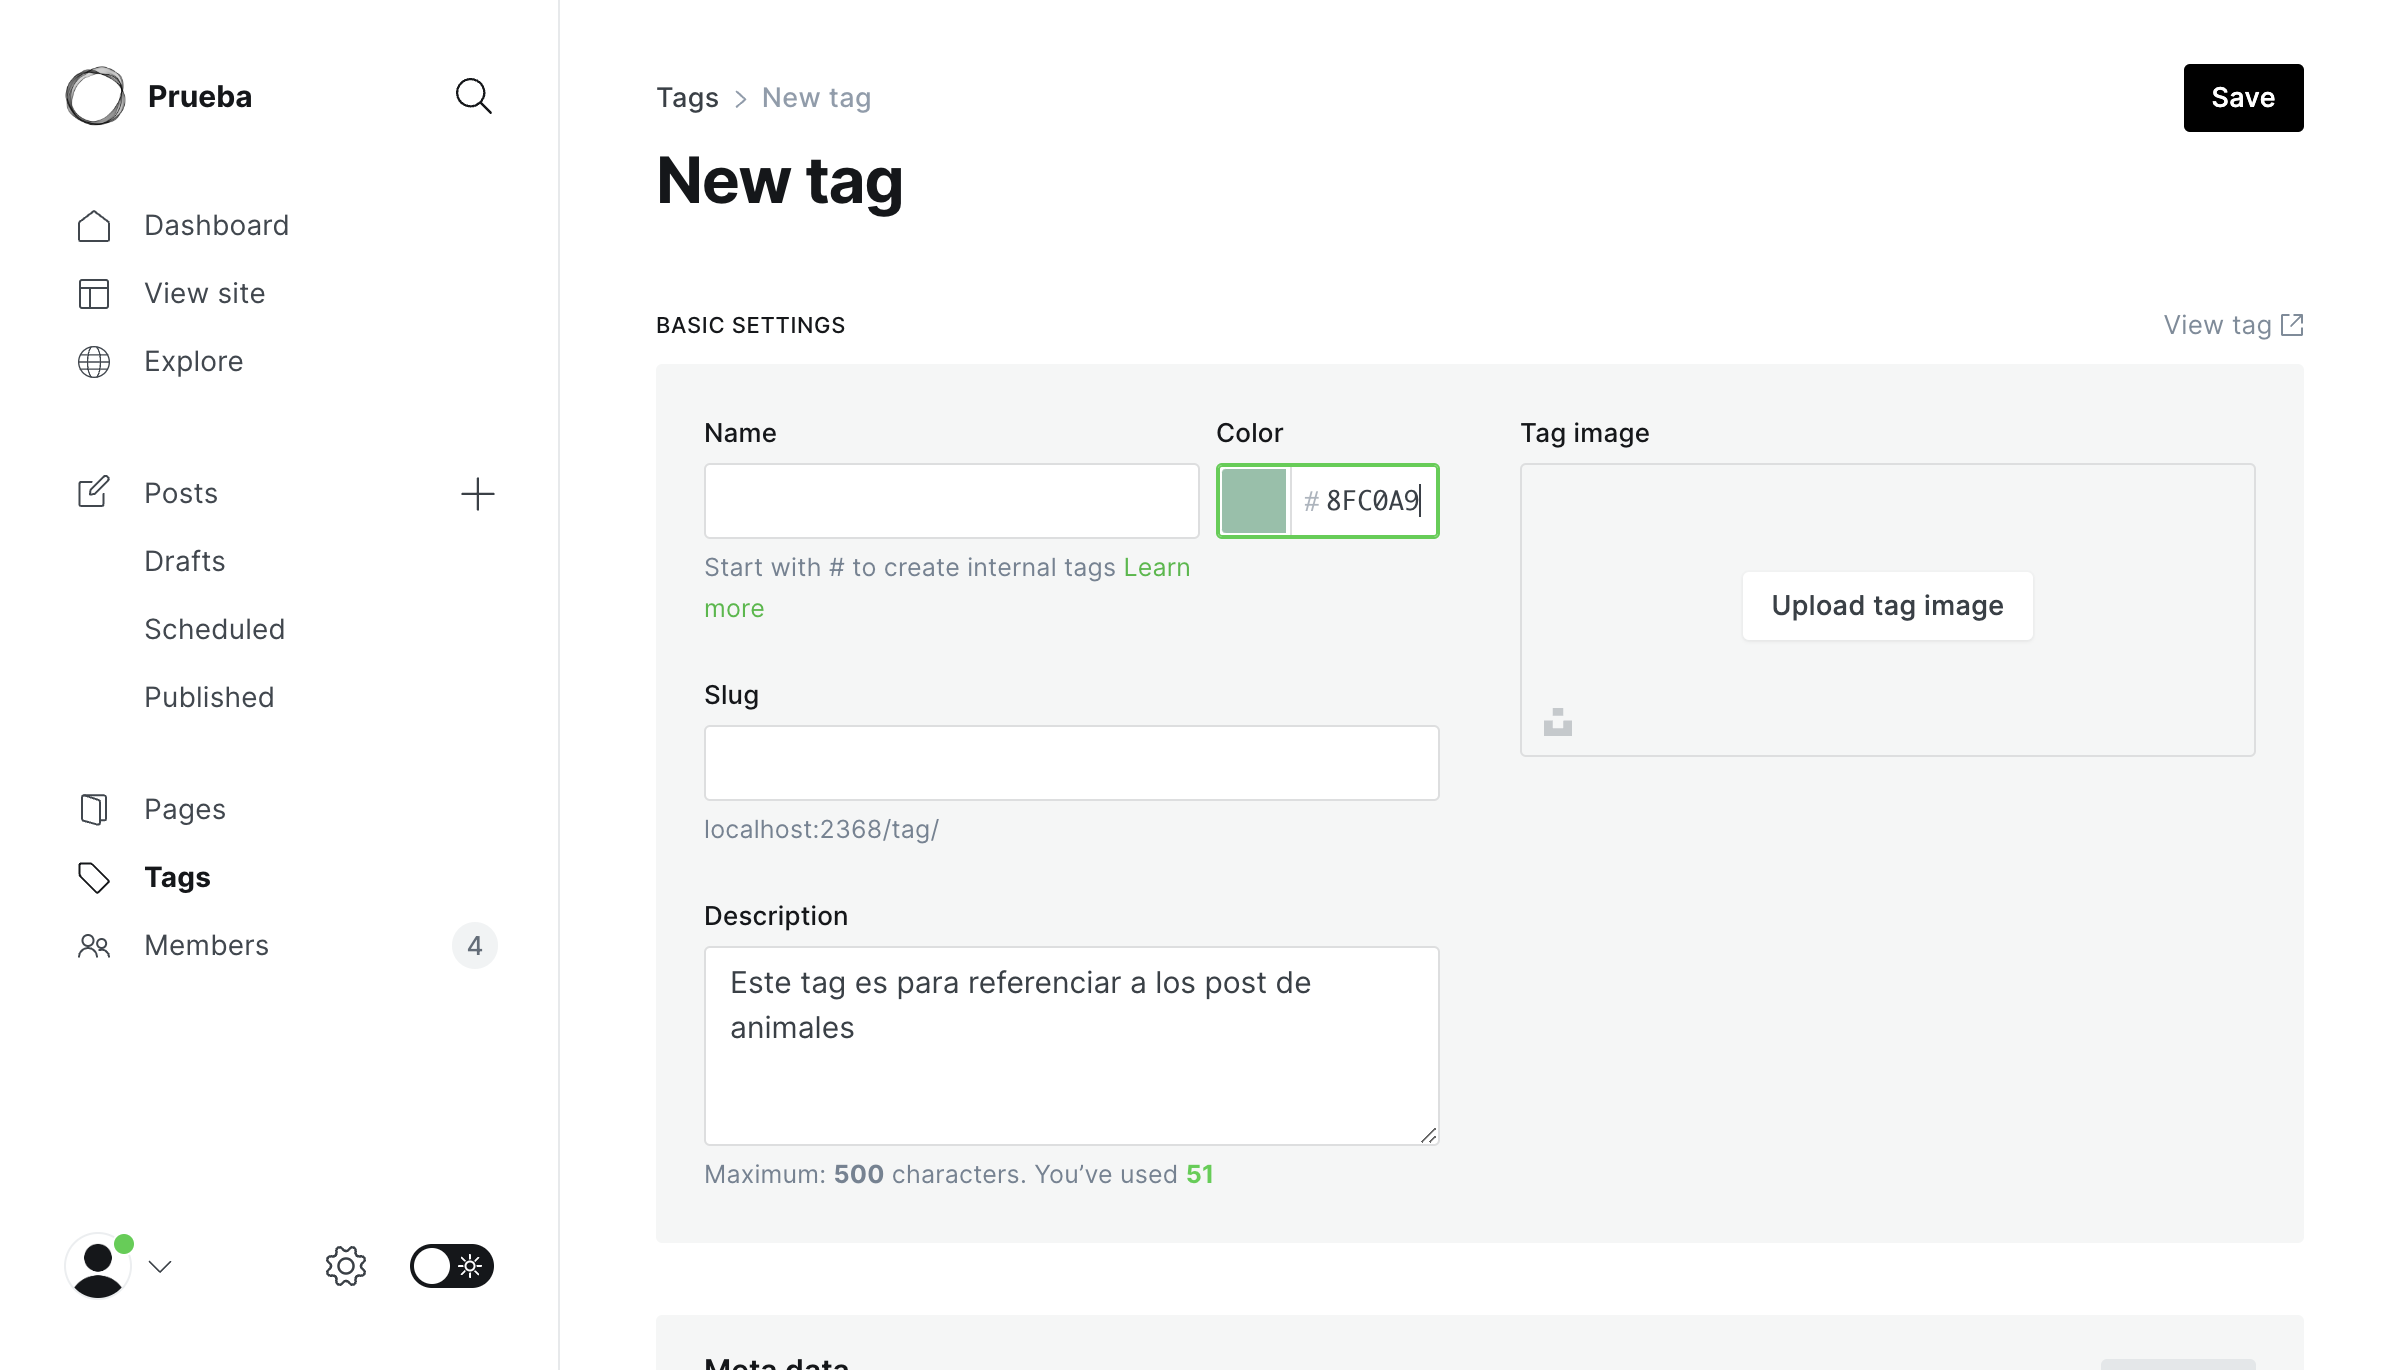 Prueba
Dashboard
View site
Explore
Posts
Drafts
Scheduled
Published
Pages
Tags
Members
4
Tags > New tag
Save
New tag
BASIC SETTINGS
View tag
Name
Color
Tag image
# 8FC0A9
Start with # to create internal tags Learn
more
Upload tag image
Slug
localhost:2368/tag/
Description
Este tag es para referenciar a los post de
animales
Maximum: 500 characters. You’ve used 51
Meta data